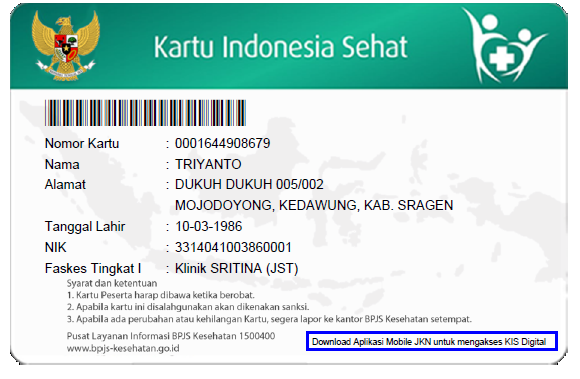 Kartu Indonesia Sehat
Nomor Kartu : 0001644908679
Nama : TRIYANTO
Alamat : DUKUH DUKUH 005/002
MOJODOYONG, KEDAWUNG, KAB. SRAGEN
Tanggal Lahir : 10-03-1986
NIK : 3314041003860001
Faskes Tingkat I : Klinik SRITINA (JST)
Syarat dan ketentuan
1. Kartu Peserta harap dibawa ketika berobat.
2. Apabila kartu ini disalahgunakan akan dikenakan sanksi.
3. Apabila ada perubahan atau kehilangan Kartu, segera lapor ke kantor BPJS Kesehatan setempat.
Pusat Layanan Informasi BPJS Kesehatan 1500400
www.bpjs-kesehatan.go.id
Download Aplikasi Mobile JKN untuk mengakses KIS Digital